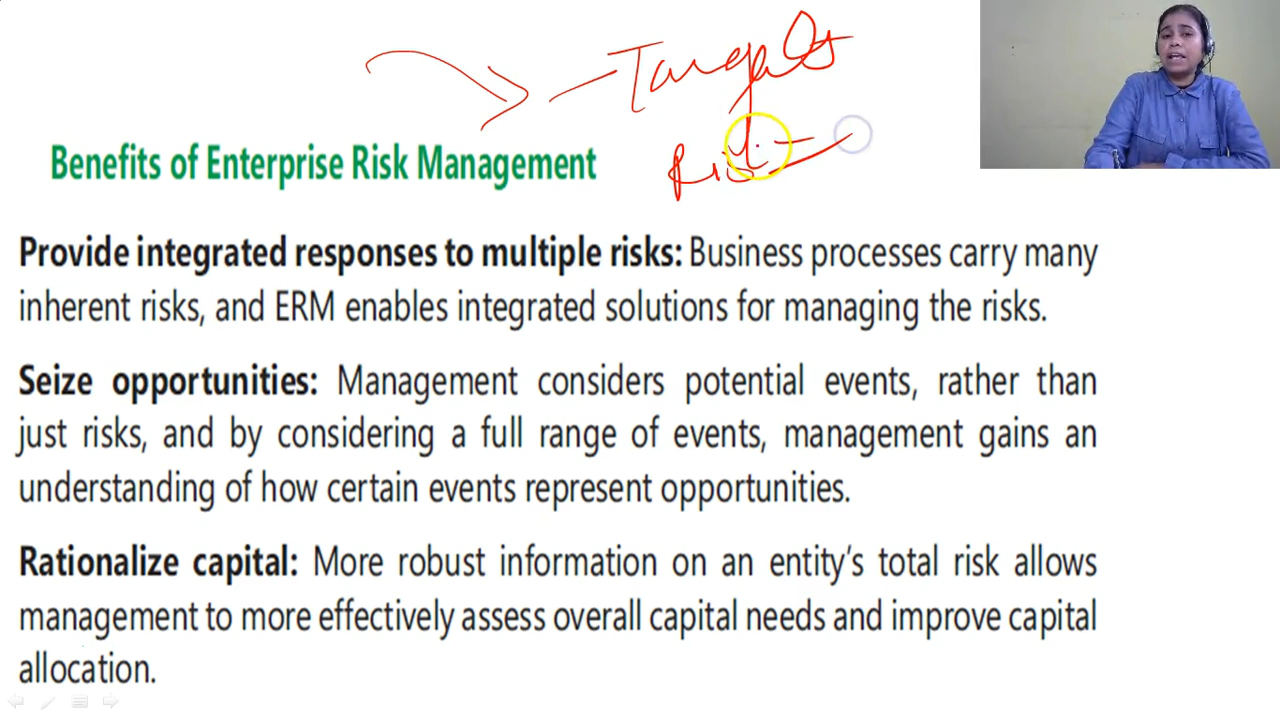 Targets
Risk
Benefits of Enterprise Risk Management
Provide integrated responses to multiple risks: Business processes carry many
inherent risks, and ERM enables integrated solutions for managing the risks.
Seize opportunities: Management considers potential events, rather than
just risks, and by considering a full range of events, management gains an
understanding of how certain events represent opportunities.
Rationalize capital: More robust information on an entity's total risk allows
management to more effectively assess overall capital needs and improve capital
allocation.